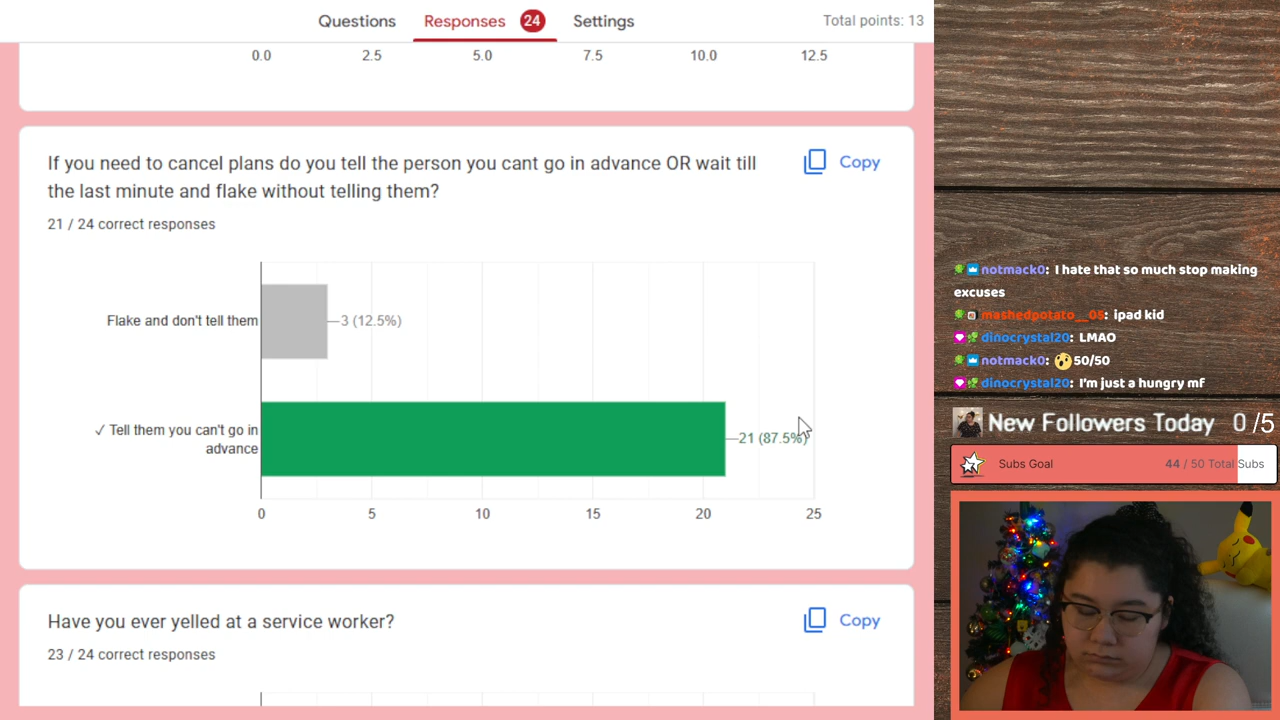 Questions
Responses 24
Settings
Total points: 13
0.0 2.5 5.0 7.5 10.0 12.5
If you need to cancel plans do you tell the person you cant go in advance OR wait till
the last minute and flake without telling them?
Copy
21 / 24 correct responses
Flake and don't tell them
3 (12.5%)
✓ Tell them you can't go in
advance
21 (87.5%)
0 5 10 15 20 25
Have you ever yelled at a service worker?
Copy
23 / 24 correct responses
notmack0: I hate that so much stop making
excuses
mashedpotato__05: ipad kid
dinocrystal20: LMAO
notmack0: 50/50
dinocrystal20: I'm just a hungry mf
New Followers Today 0 /5
Subs Goal 44 / 50 Total Subs